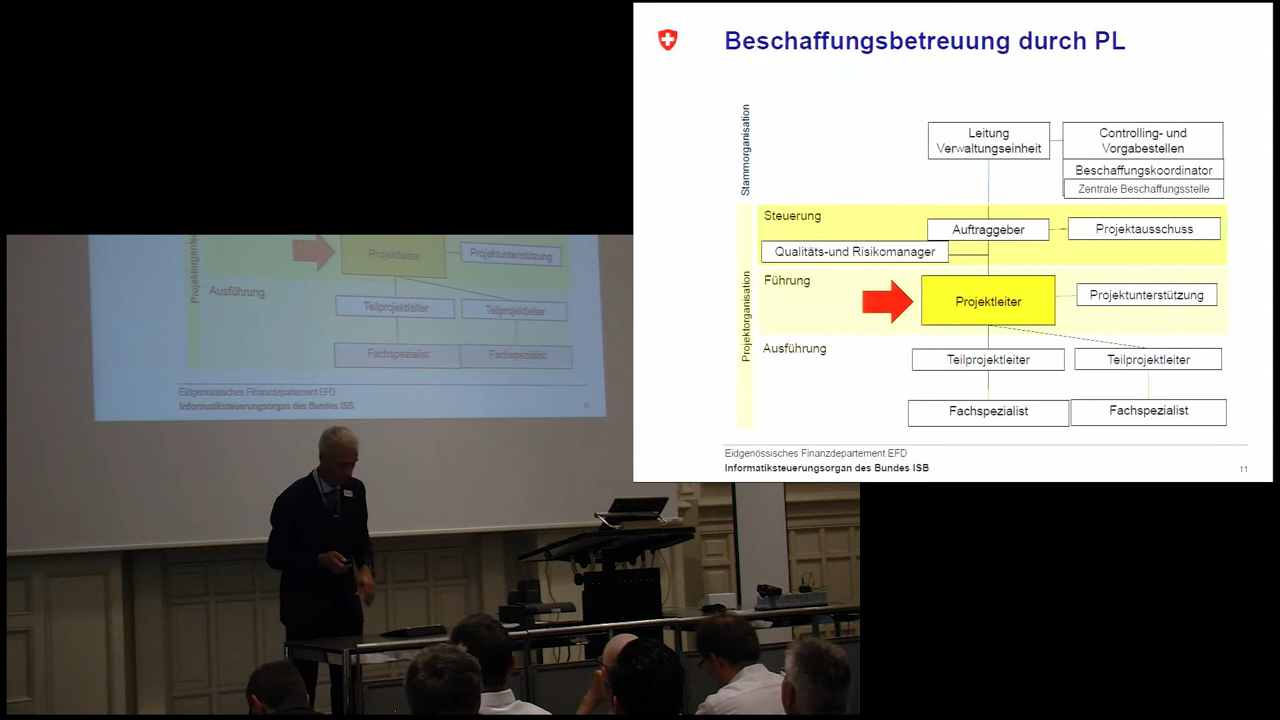 Beschaffungsbetreuung durch PL
Stammorganisation
Leitung
Verwaltungseinheit
Controlling- und
Vorgabestellen
Beschaffungskoordinator
Zentrale Beschaffungsstelle
Projektorganisation
Steuerung
Auftraggeber
Projektausschuss
Qualitäts-und Risikomanager
Führung
Projektleiter
Projektunterstützung
Ausführung
Teilprojektleiter
Teilprojektleiter
Fachspezialist
Fachspezialist
Eidgenössisches Finanzdepartement EFD
Informatiksteuerungsorgan des Bundes ISB
11
Projektleiter
Projektunterstützung
Ausführung
Teilprojektleiter
Teilprojektleiter
Fachspezialist
Fachspezialist
Eidgenössisches Finanzdepartement EFD
Informatiksteuerungsorgan des Bundes ISB
11